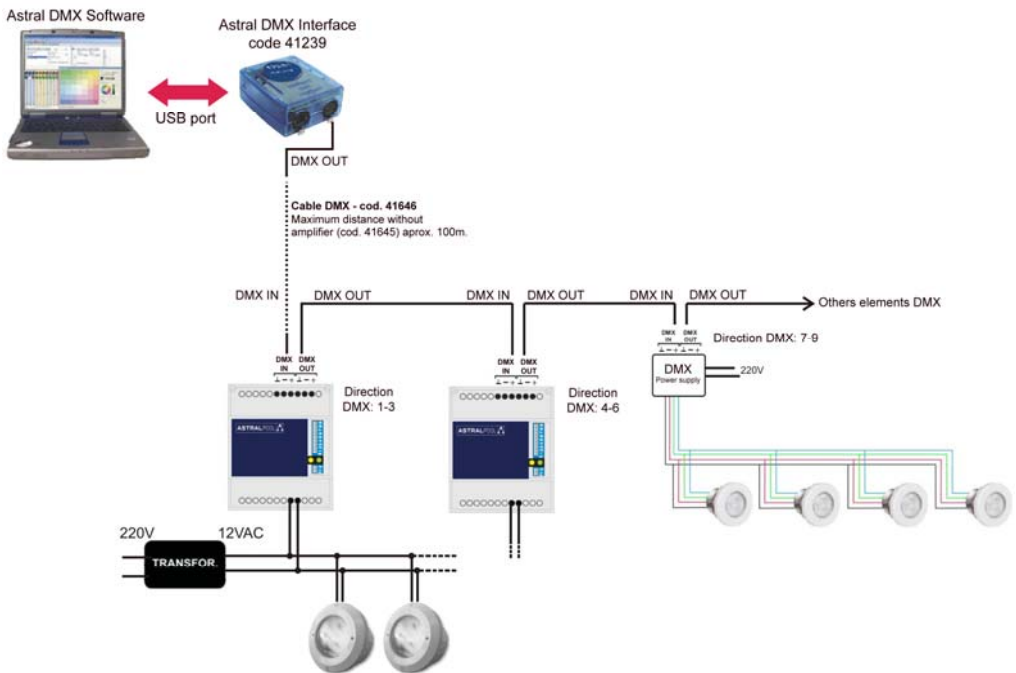 Astral DMX Software
Astral DMX Interface
code 41239
USB port
DMX OUT
Cable DMX - cod. 41646
Maximum distance without
amplifier (cod. 41645) aprox. 100m.
DMX IN
DMX OUT
DMX IN
DMX OUT
DMX IN
DMX OUT
Others elements DMX
DMX IN
DMX OUT
Direction DMX: 7-9
DMX
Power supply
220V
DMX IN
DMX OUT
Direction
DMX: 1-3
ASTRALPOOL
DMX IN
DMX OUT
Direction
DMX: 4-6
ASTRALPOOL
220V
12VAC
TRANSFOR.